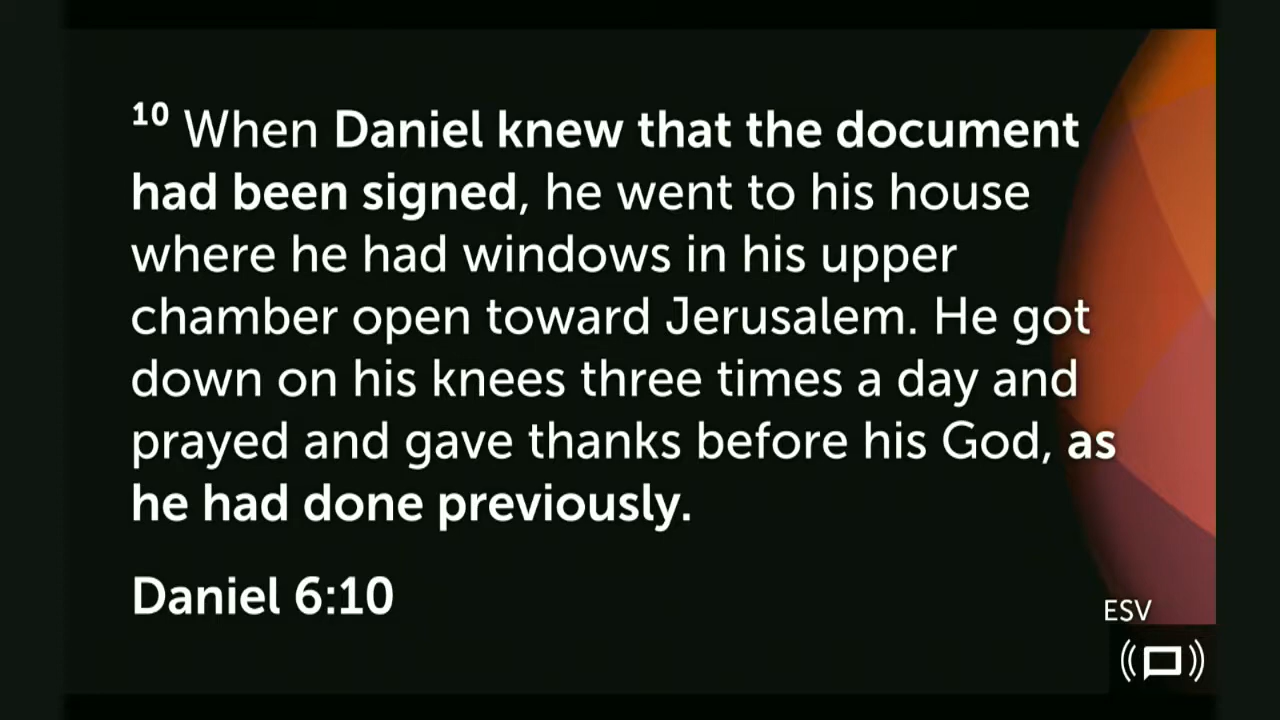 10 When Daniel knew that the document
had been signed, he went to his house
where he had windows in his upper
chamber open toward Jerusalem. He got
down on his knees three times a day and
prayed and gave thanks before his God, as
he had done previously.
Daniel 6:10
ESV